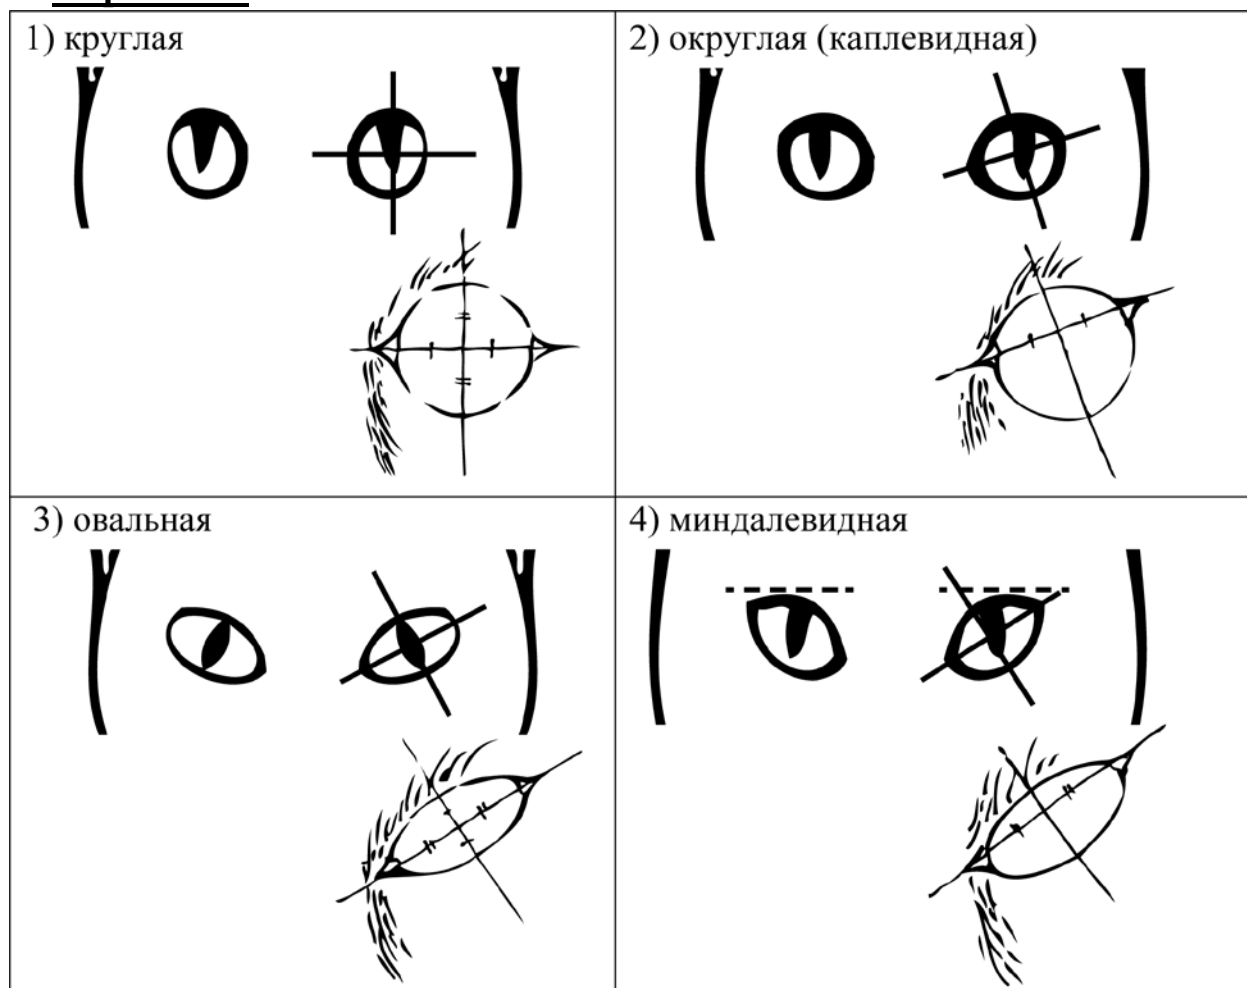 1) круглая
2) округлая (каплевидная)
3) овальная
4) миндалевидная